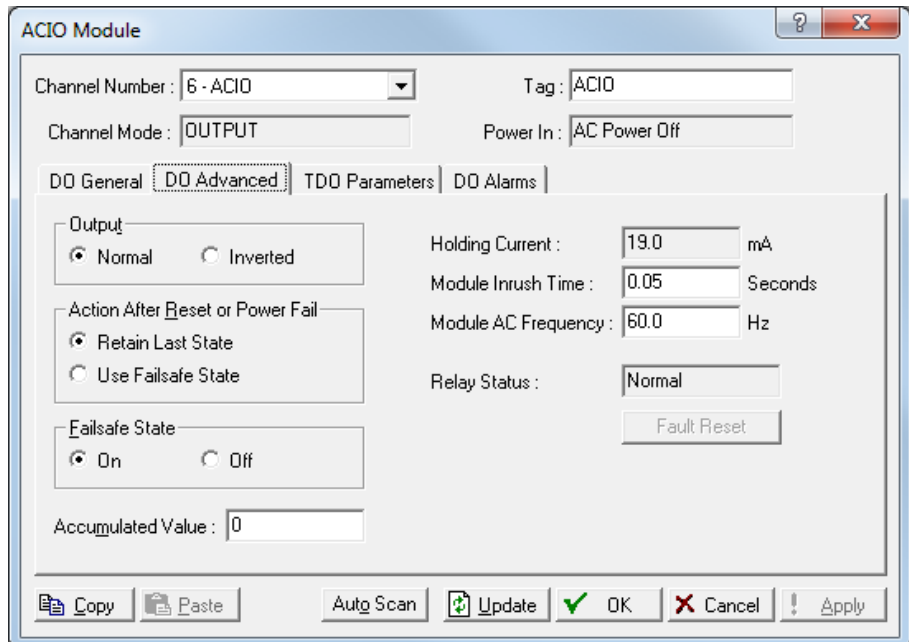 ACIO Module
Channel Number : 6 - ACIO Tag : ACIO
Channel Mode : OUTPUT Power In : AC Power Off
DO General DO Advanced TDO Parameters DO Alarms
Output
Normal Inverted
Action After Reset or Power Fail
Retain Last State
Use Failsafe State
Failsafe State
On Off
Accumulated Value : 0
Holding Current : 19.0 mA
Module Inrush Time : 0.05 Seconds
Module AC Frequency : 60.0 Hz
Relay Status : Normal
Fault Reset
Copy Paste Auto Scan Update OK Cancel Apply